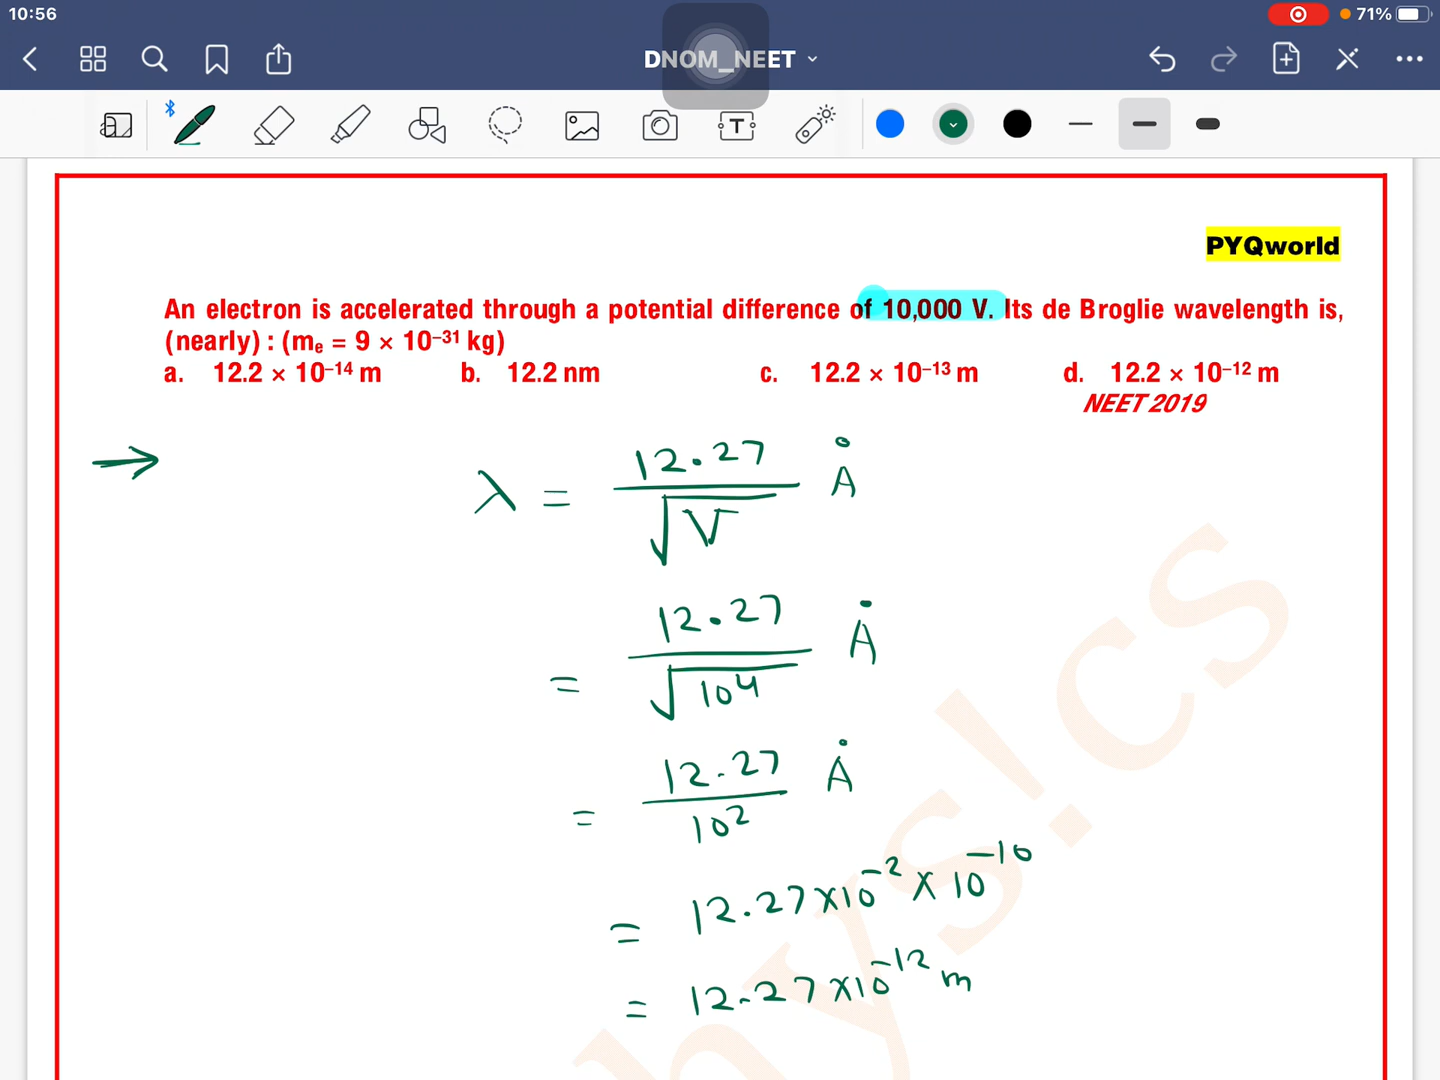 10:56
71%
DNOM_NEET
T
PYQworld
An electron is accelerated through a potential difference of 10,000 V. Its de Broglie wavelength is,
(nearly) : (mₑ = 9 × 10⁻³¹ kg)
a. 12.2 × 10⁻¹⁴ m b. 12.2 nm c. 12.2 × 10⁻¹³ m d. 12.2 × 10⁻¹² m
NEET 2019
→ λ = 12.27 / √V Å
= 12.27 / √10⁴ Å
= 12.27 / 10² Å
= 12.27 × 10⁻² × 10⁻¹⁰
= 12.27 × 10⁻¹² m
hys!cs